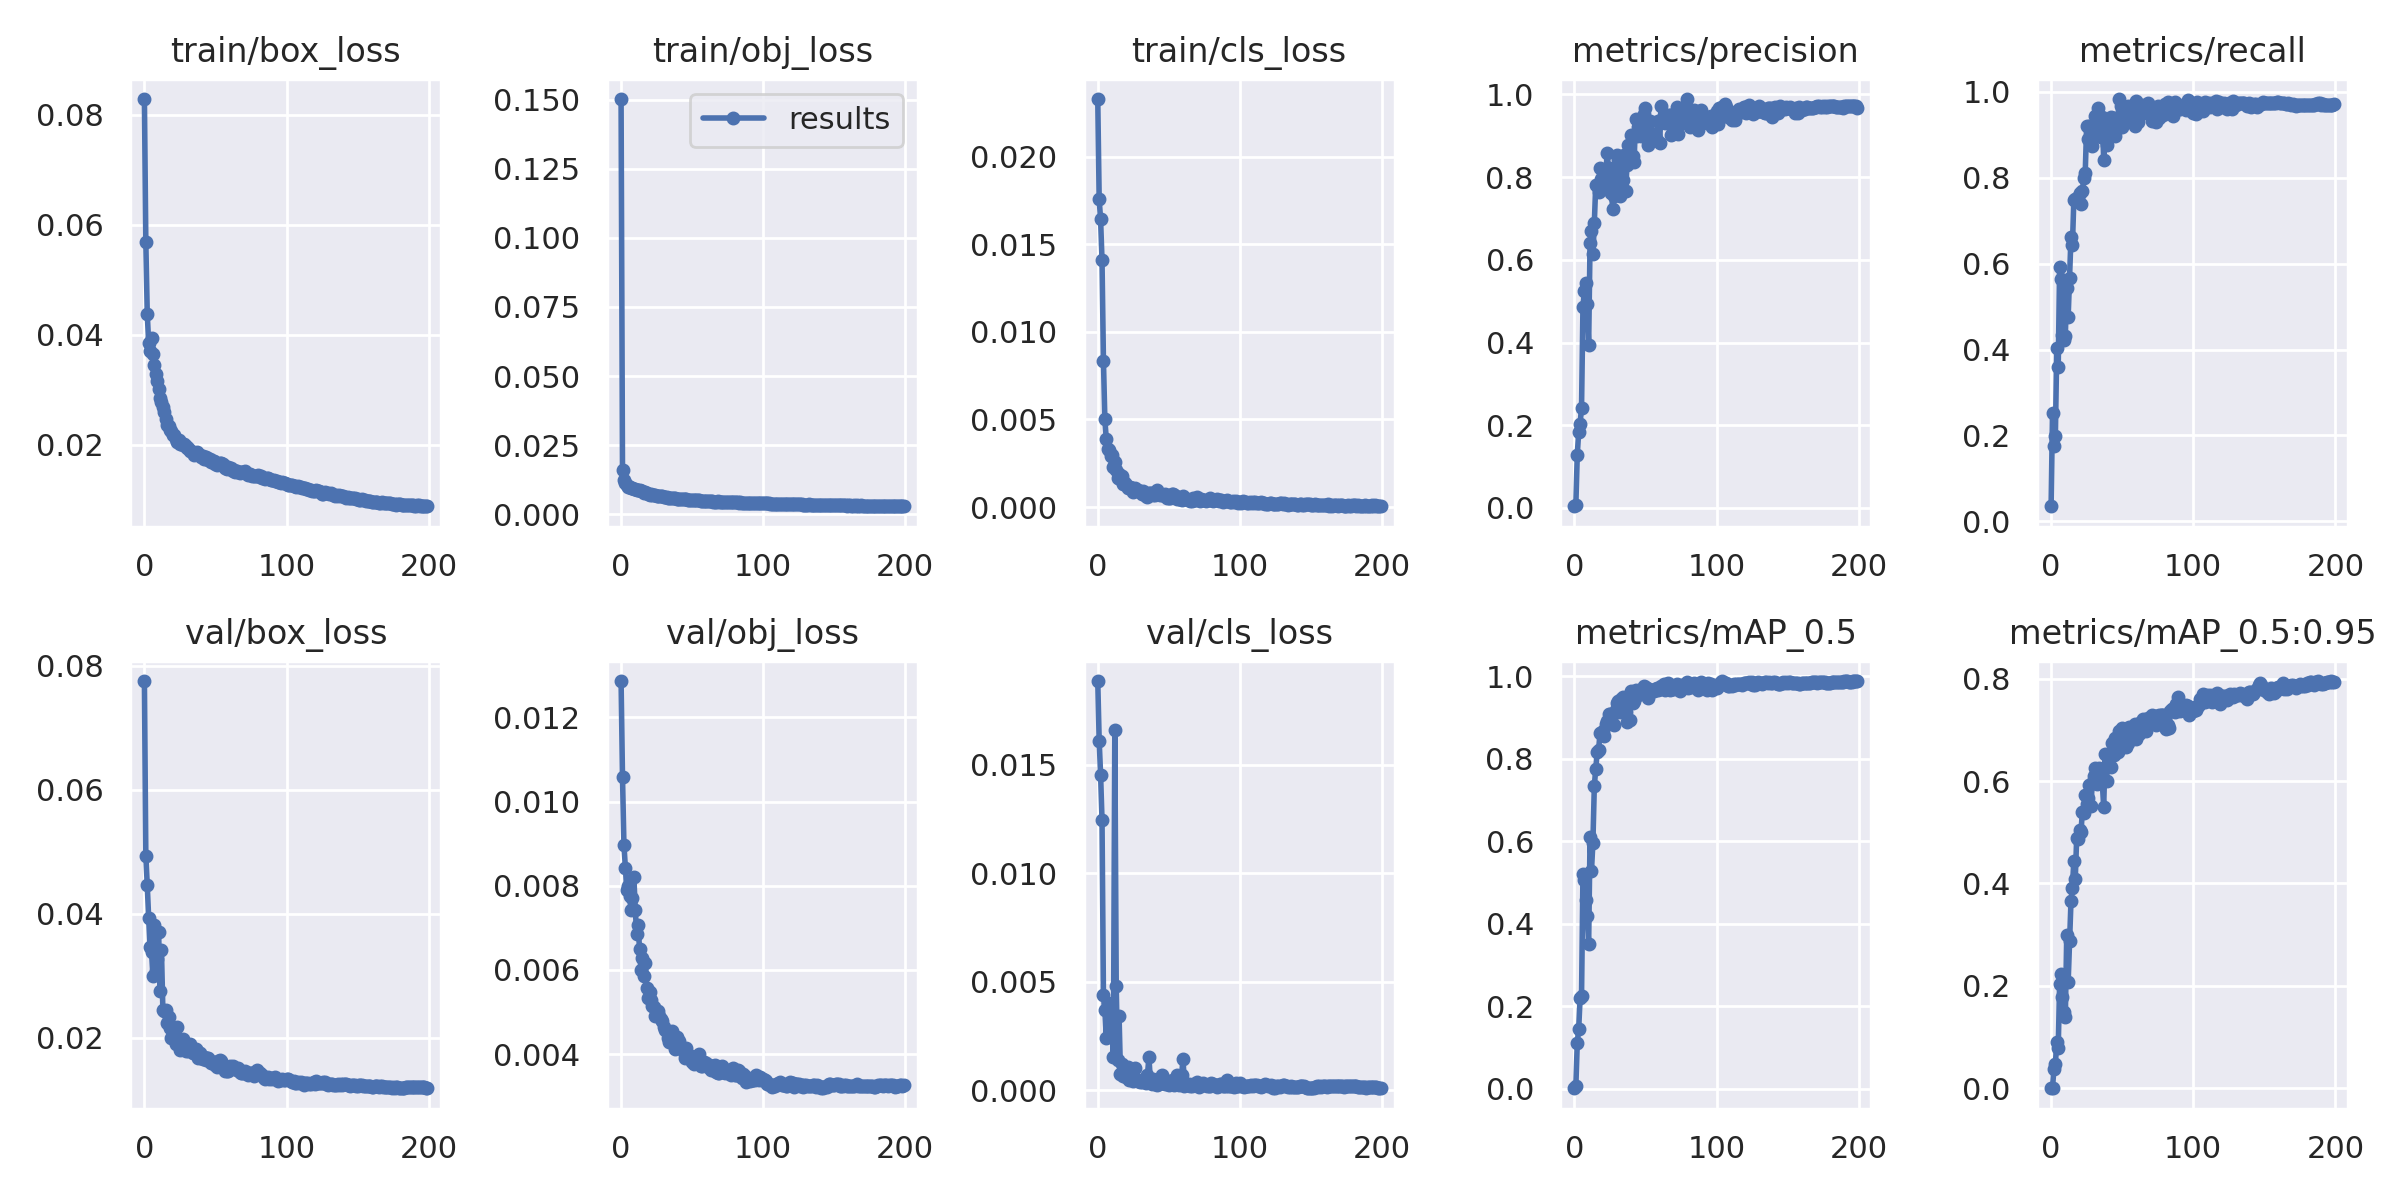 train/box_loss
train/obj_loss
train/cls_loss
metrics/precision
metrics/recall
0.08
0.06
0.04
0.02
0 100 200
0.150
0.125
0.100
0.075
0.050
0.025
0.000
results
0 100 200
0.020
0.015
0.010
0.005
0.000
0 100 200
1.0
0.8
0.6
0.4
0.2
0.0
0 100 200
1.0
0.8
0.6
0.4
0.2
0.0
0 100 200
val/box_loss
val/obj_loss
val/cls_loss
metrics/mAP_0.5
metrics/mAP_0.5:0.95
0.08
0.06
0.04
0.02
0 100 200
0.012
0.010
0.008
0.006
0.004
0 100 200
0.015
0.010
0.005
0.000
0 100 200
1.0
0.8
0.6
0.4
0.2
0.0
0 100 200
0.8
0.6
0.4
0.2
0.0
0 100 200